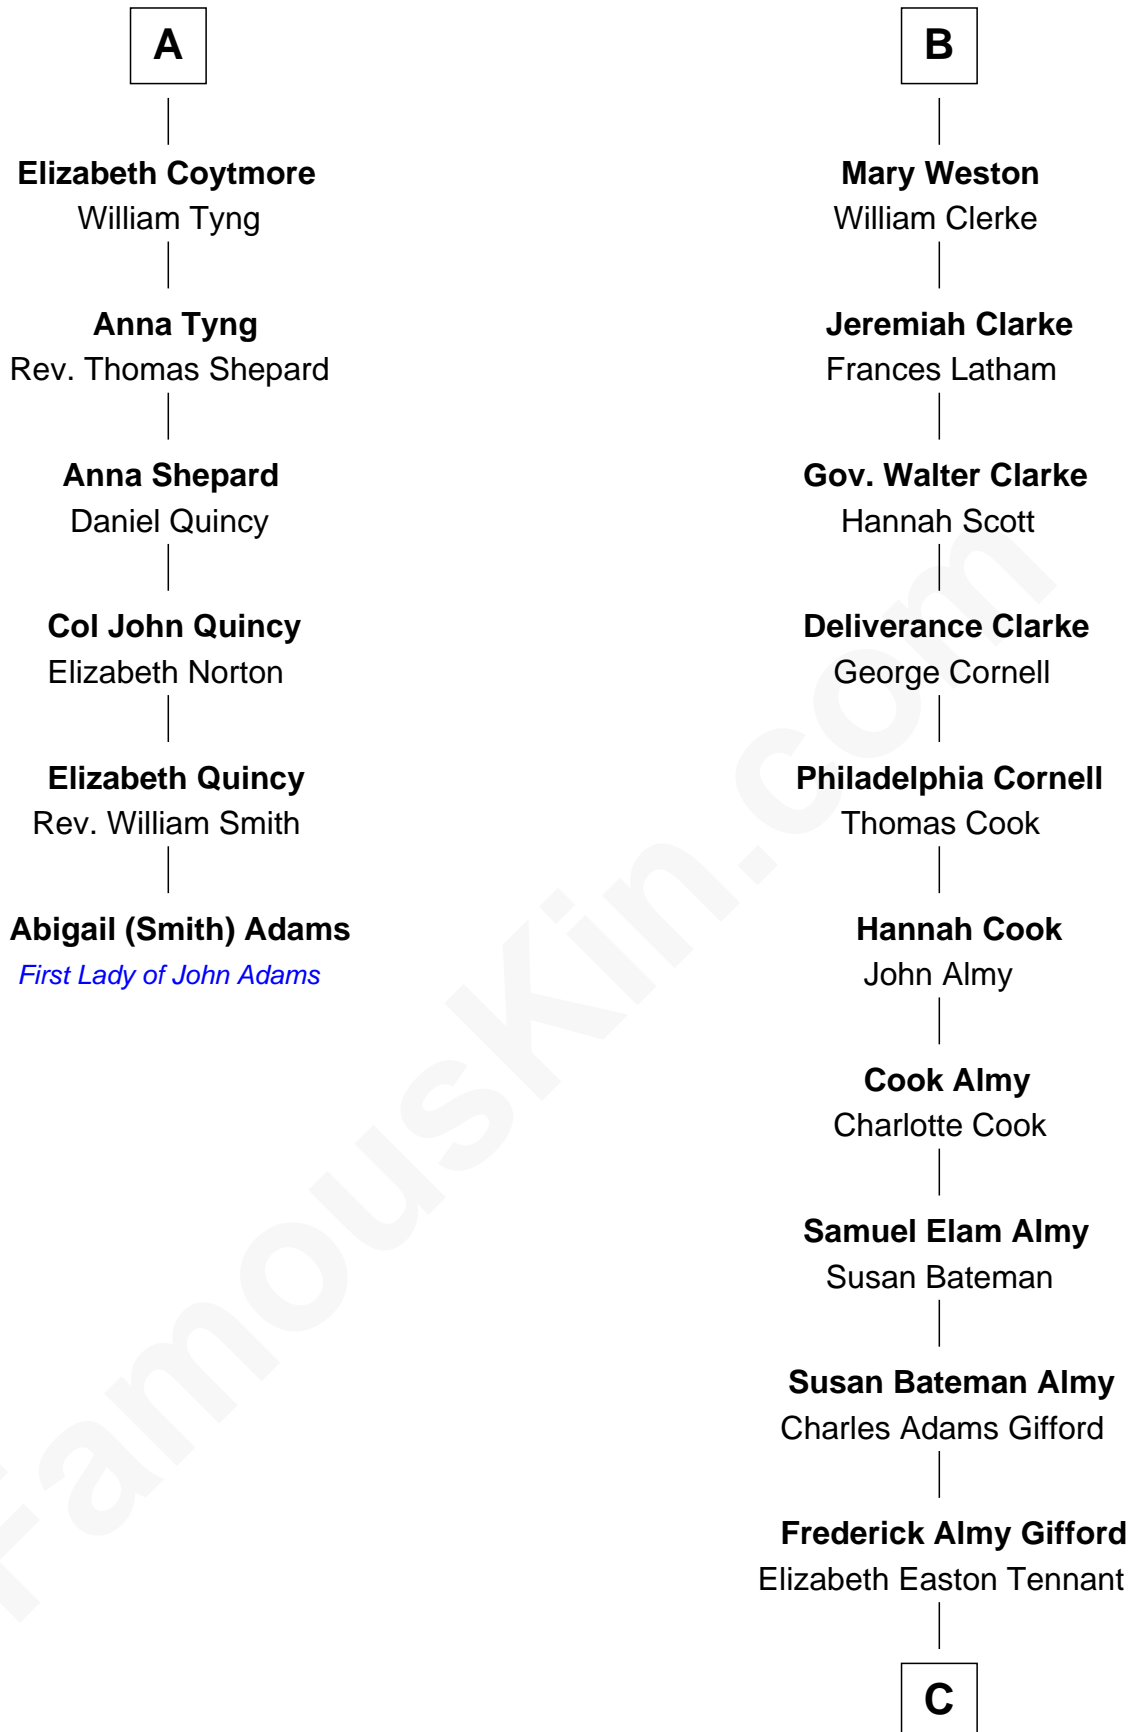 A
Elizabeth Coytmore
William Tyng
Anna Tyng
Rev. Thomas Shepard
Anna Shepard
Daniel Quincy
Col John Quincy
Elizabeth Norton
Elizabeth Quincy
Rev. William Smith
Abigail (Smith) Adams
First Lady of John Adams
B
Mary Weston
William Clerke
Jeremiah Clarke
Frances Latham
Gov. Walter Clarke
Hannah Scott
Deliverance Clarke
George Cornell
Philadelphia Cornell
Thomas Cook
Hannah Cook
John Almy
Cook Almy
Charlotte Cook
Samuel Elam Almy
Susan Bateman
Susan Bateman Almy
Charles Adams Gifford
Frederick Almy Gifford
Elizabeth Easton Tennant
C
FamousKin.com